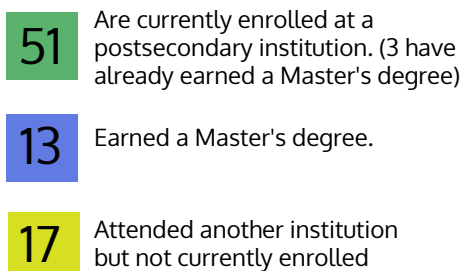 51
Are currently enrolled at a
postsecondary institution. (3 have
already earned a Master's degree)
13
Earned a Master's degree.
17
Attended another institution
but not currently enrolled